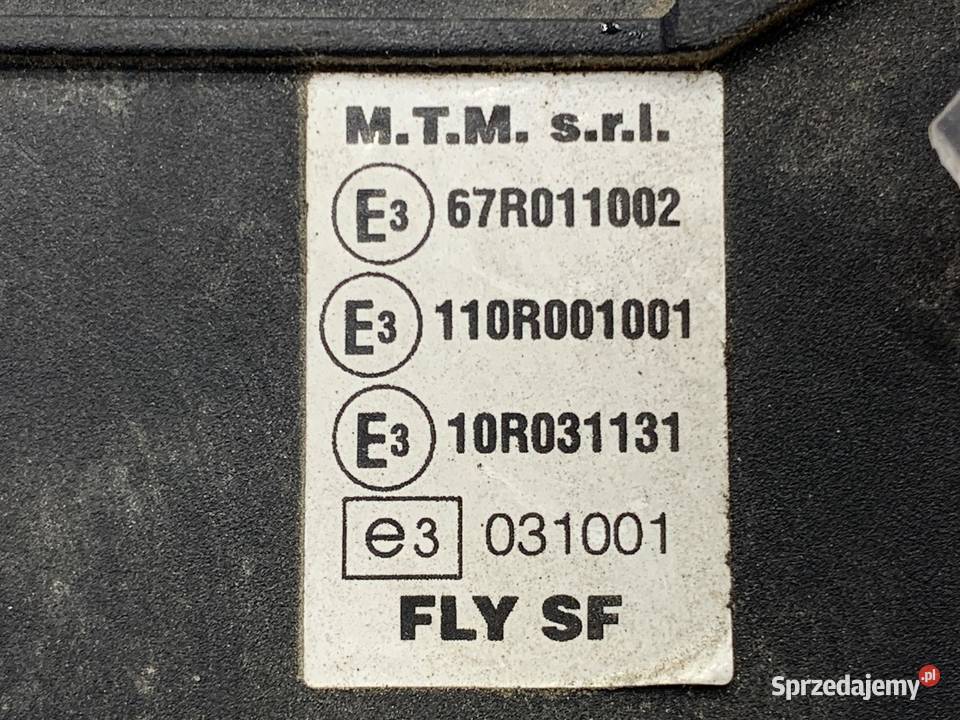 M.T.M. s.r.l.
E3 67R011002
E3 110R001001
E3 10R031131
e3 031001
FLY SF
Sprzedajemy.pl